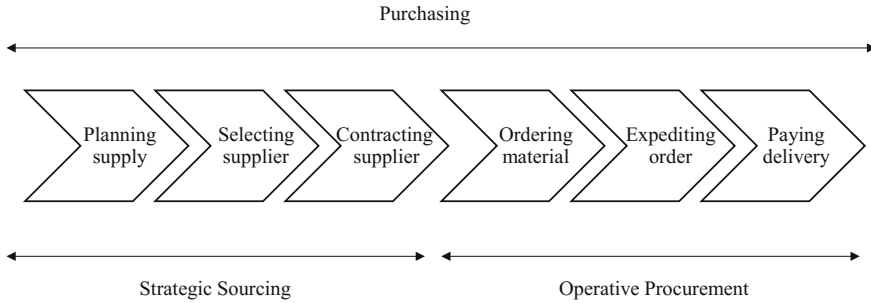 Purchasing
Planning
supply
Selecting
supplier
Contracting
supplier
Ordering
material
Expediting
order
Paying
delivery
Strategic Sourcing
Operative Procurement